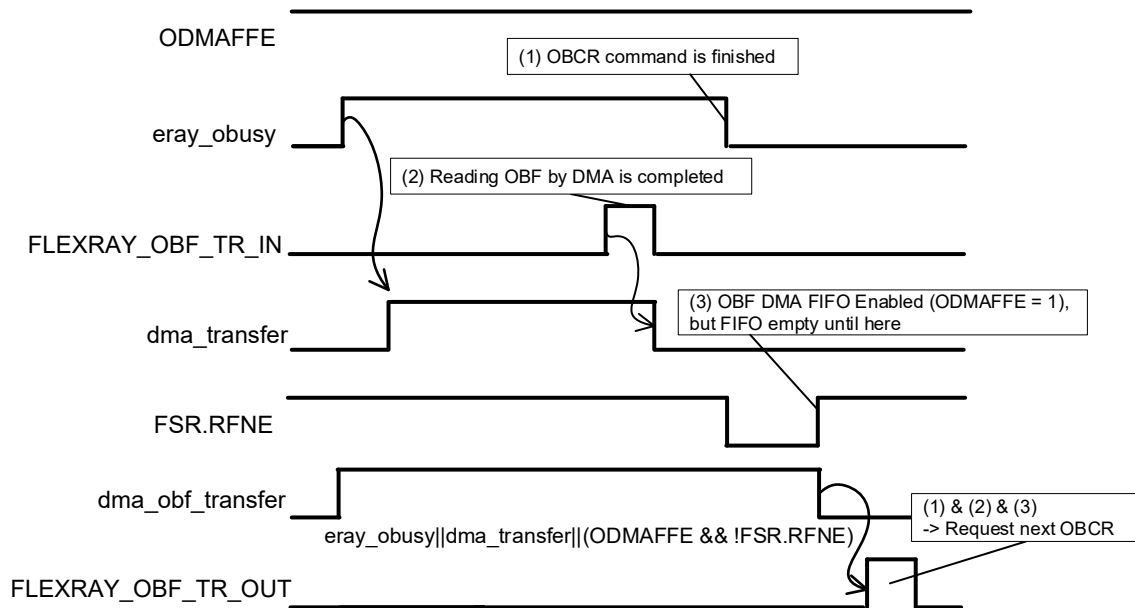 ODMAFFE
(1) OBCR command is finished
eray_obusy
(2) Reading OBF by DMA is completed
FLEXRAY_OBF_TR_IN
(3) OBF DMA FIFO Enabled (ODMAFFE = 1),
but FIFO empty until here
dma_transfer
FSR.RFNE
dma_obf_transfer
(1) & (2) & (3)
-> Request next OBCR
eray_obusy||dma_transfer||(ODMAFFE && !FSR.RFNE)
FLEXRAY_OBF_TR_OUT